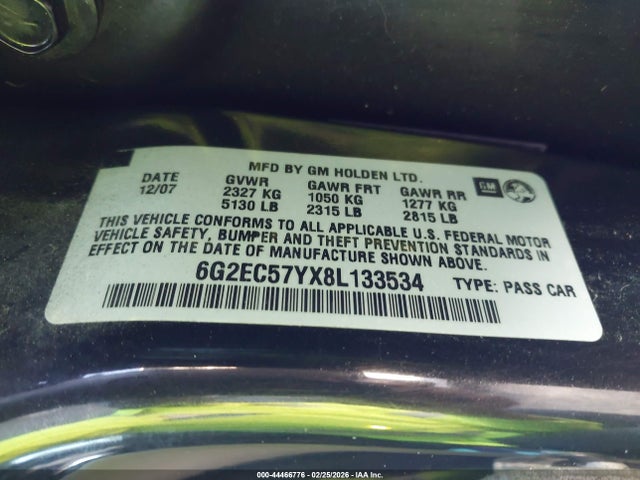 MFD BY GM HOLDEN LTD.
DATE GVWR GAWR FRT GAWR RR GM
12/07 2327 KG 1050 KG 1277 KG
5130 LB 2315 LB 2815 LB
THIS VEHICLE CONFORMS TO ALL APPLICABLE U.S. FEDERAL MOTOR
VEHICLE SAFETY, BUMPER AND THEFT PREVENTION STANDARDS IN
EFFECT ON THE DATE OF MANUFACTURE SHOWN ABOVE.
6G2EC57YX8L133534 TYPE: PASS CAR
000-44466776 - 02/25/2026 - IAA Inc.